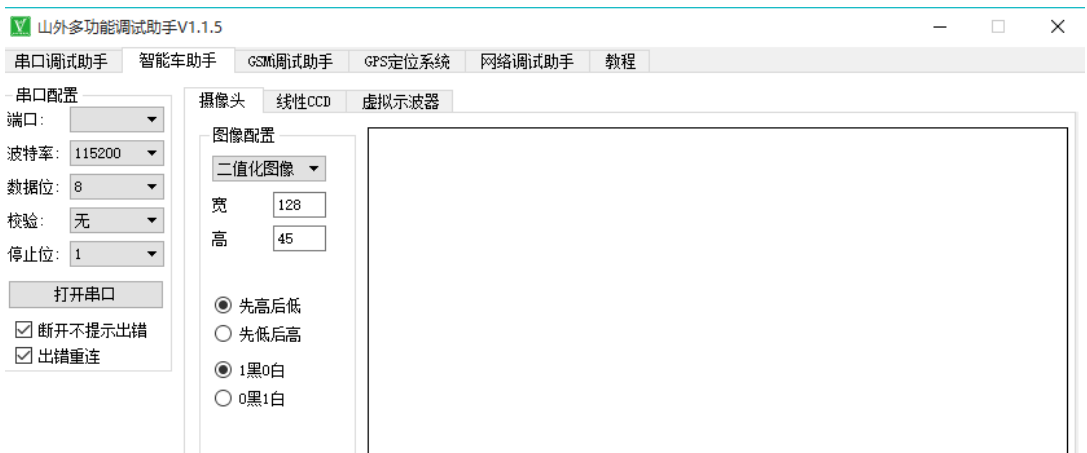 山外多功能调试助手V1.1.5
串口调试助手 智能车助手 GSM调试助手 GPS定位系统 网络调试助手 教程
串口配置
端口:
波特率: 115200
数据位: 8
校验: 无
停止位: 1
打开串口
断开不提示出错
出错重连
摄像头 线性CCD 虚拟示波器
图像配置
二值化图像
宽 128
高 45
先高后低
先低后高
1黑0白
0黑1白